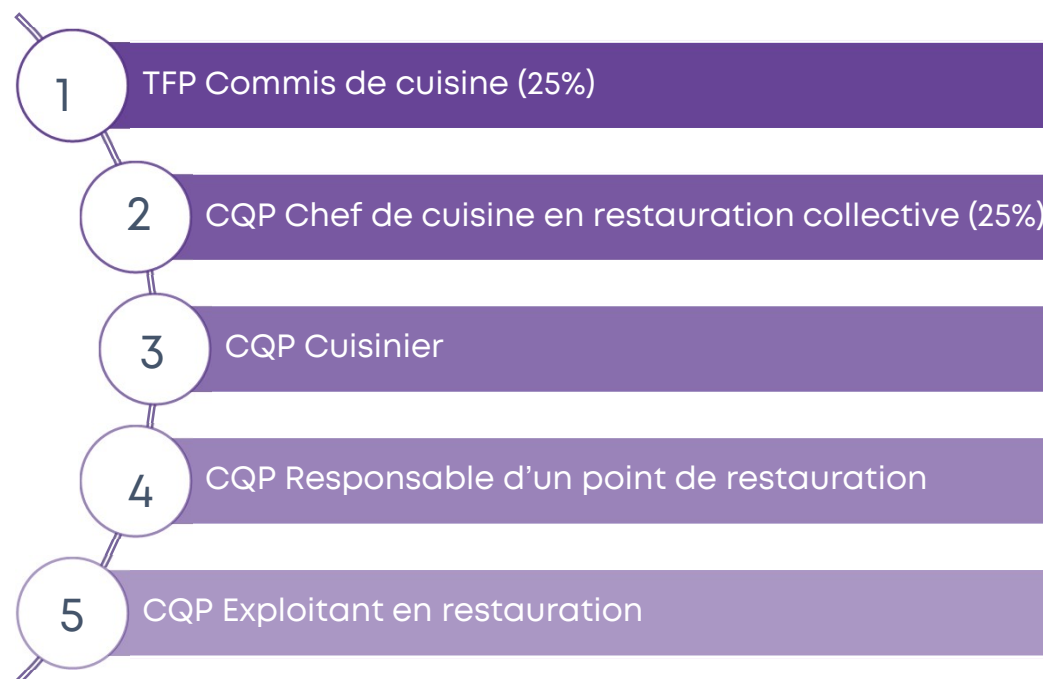 1
TFP Commis de cuisine (25%)
2
CQP Chef de cuisine en restauration collective (25%)
3
CQP Cuisinier
4
CQP Responsable d’un point de restauration
5
CQP Exploitant en restauration